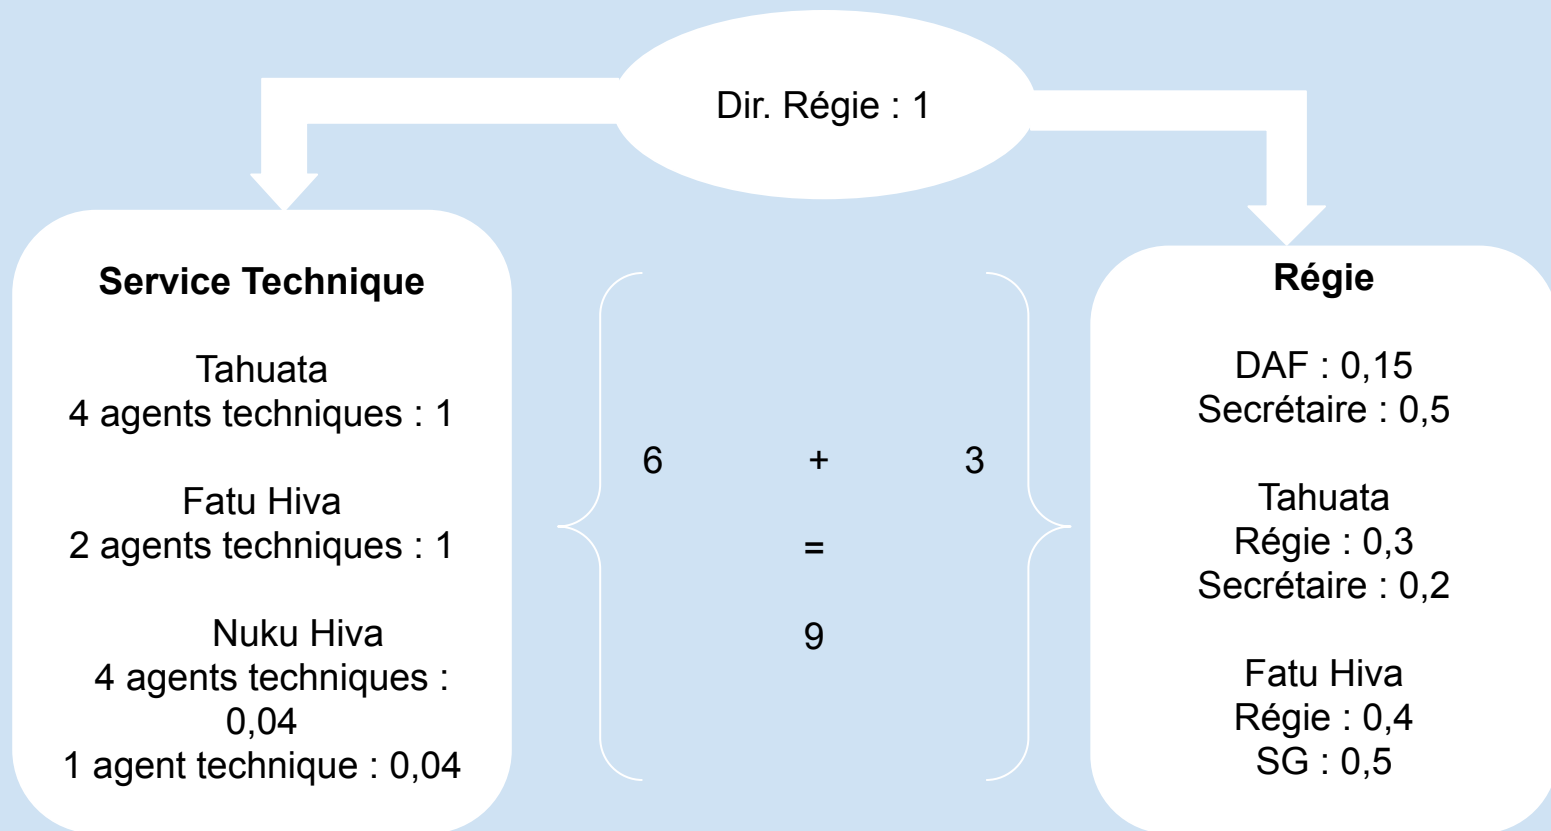 Dir. Régie : 1
Service Technique
Tahuata
4 agents techniques : 1
Fatu Hiva
2 agents techniques : 1
Nuku Hiva
4 agents techniques :
0,04
1 agent technique : 0,04
6 + 3
=
9
Régie
DAF : 0,15
Secrétaire : 0,5
Tahuata
Régie : 0,3
Secrétaire : 0,2
Fatu Hiva
Régie : 0,4
SG : 0,5